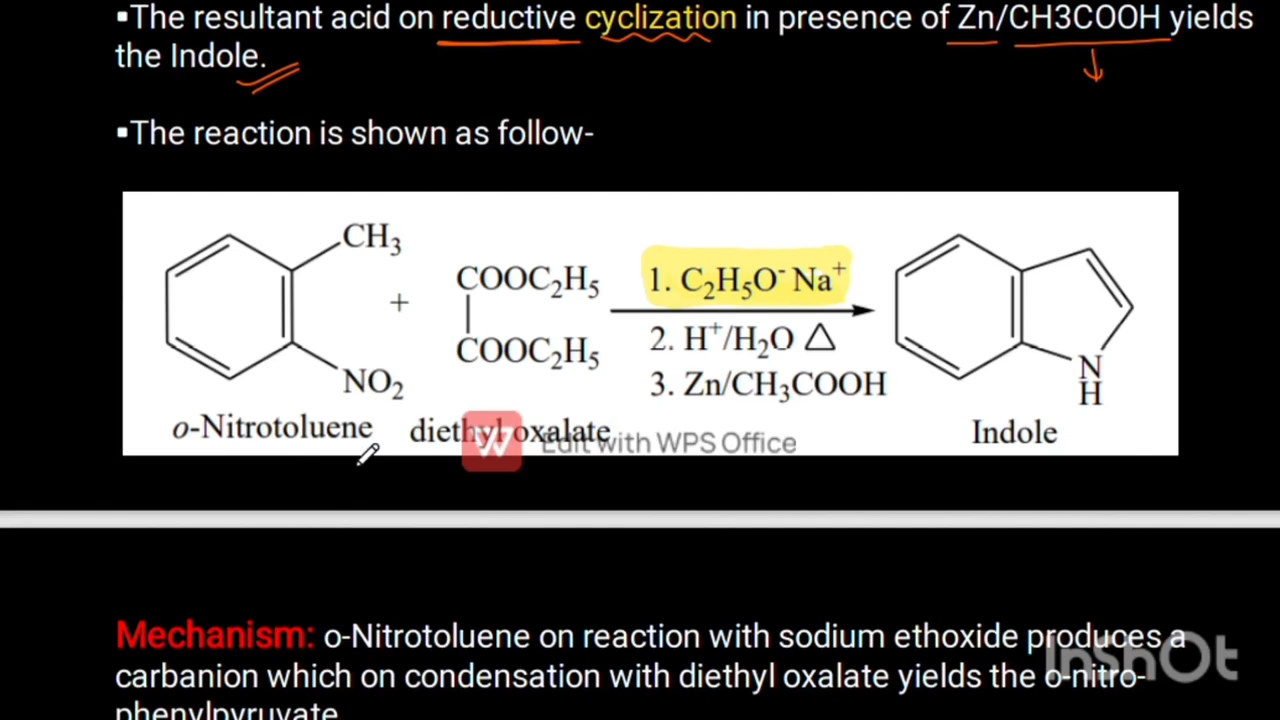 ▪The resultant acid on reductive cyclization in presence of Zn/CH3COOH yields
the Indole.
▪The reaction is shown as follow-
CH₃
+
NO₂
o-Nitrotoluene
COOC₂H₅
COOC₂H₅
diethyl oxalate
1. C₂H₅O⁻ Na⁺
2. H⁺/H₂O △
3. Zn/CH₃COOH
N
H
Indole
Edit with WPS Office
Mechanism: o-Nitrotoluene on reaction with sodium ethoxide produces a
carbanion which on condensation with diethyl oxalate yields the o-nitro-
phenylpyruvate
InshOt